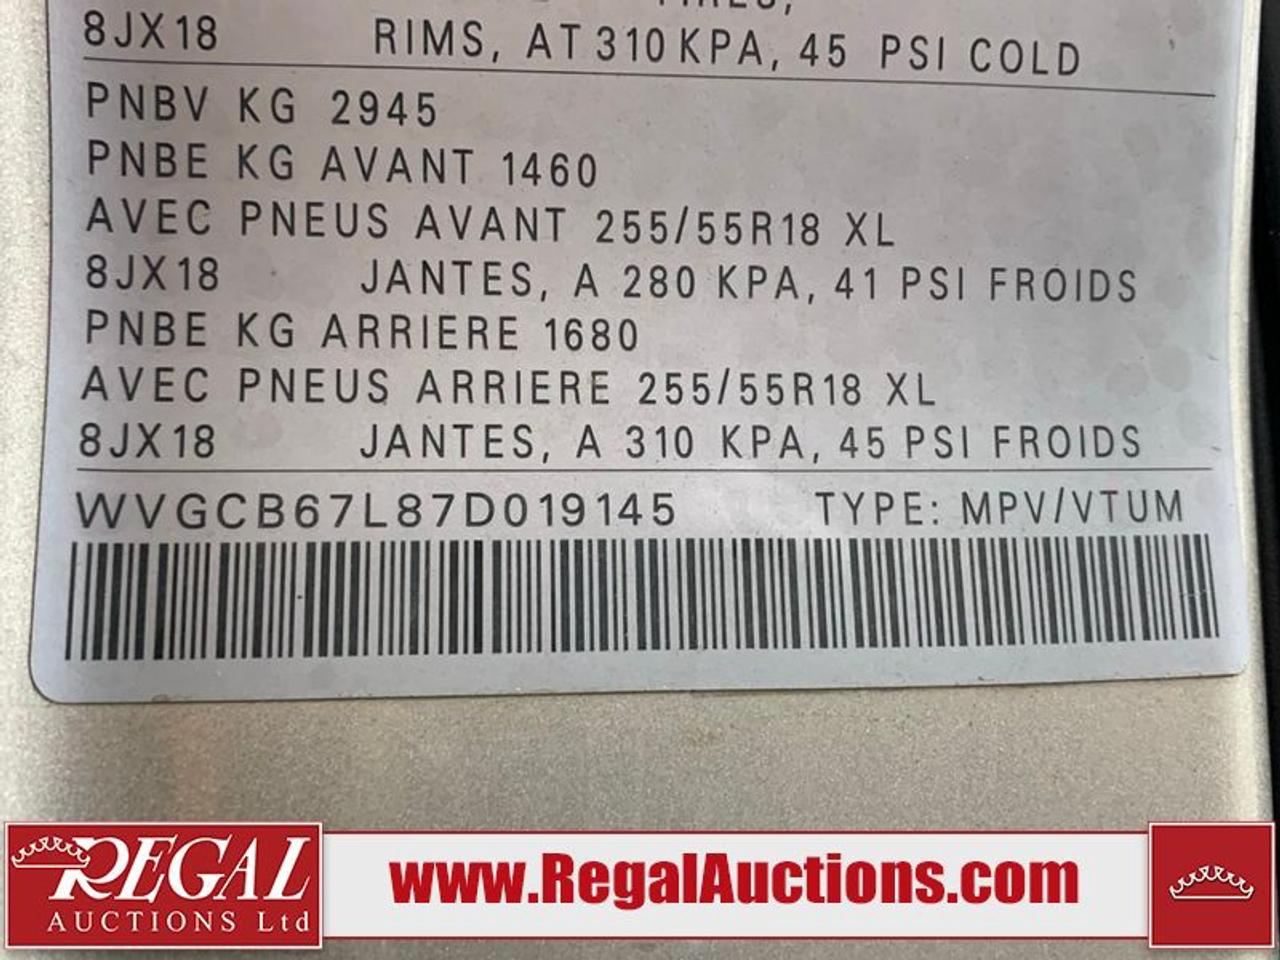 8JX18 RIMS, AT 310 KPA, 45 PSI COLD
PNBV KG 2945
PNBE KG AVANT 1460
AVEC PNEUS AVANT 255/55R18 XL
8JX18 JANTES, A 280 KPA, 41 PSI FROIDS
PNBE KG ARRIERE 1680
AVEC PNEUS ARRIERE 255/55R18 XL
8JX18 JANTES, A 310 KPA, 45 PSI FROIDS
WVGCB67L87D019145 TYPE: MPV/VTUM
REGAL
AUCTIONS Ltd
www.RegalAuctions.com